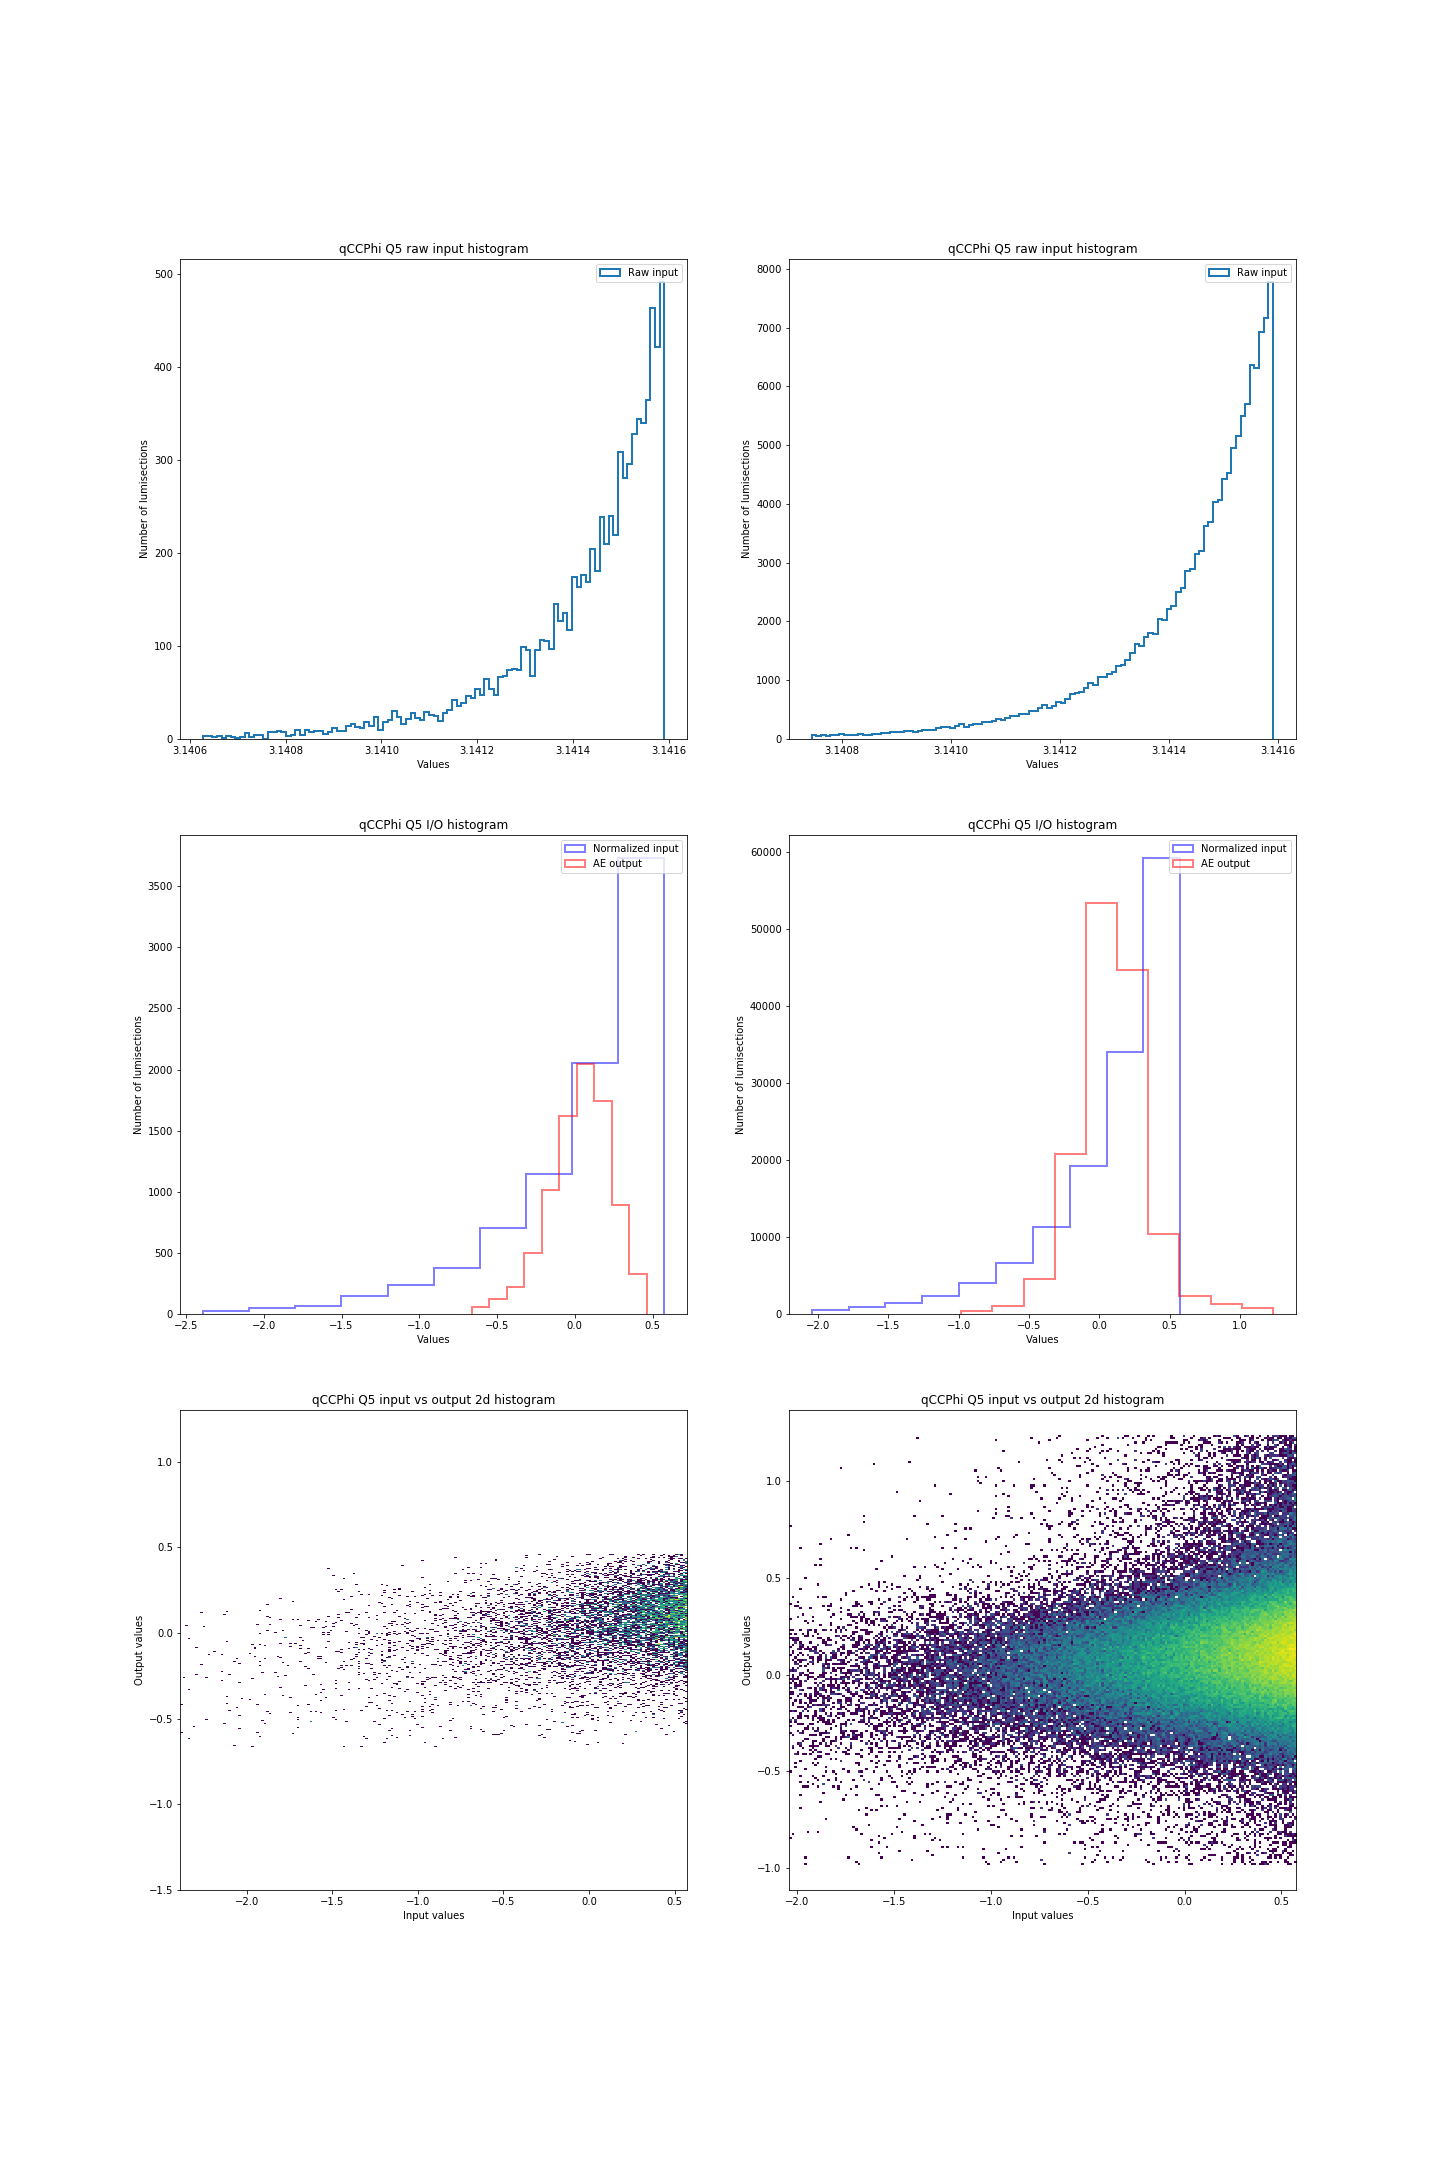 qCCPhi Q5 raw input histogram
Raw input
500
400
300
200
100
0
Number of lumisections
3.1406 3.1408 3.1410 3.1412 3.1414 3.1416
Values
qCCPhi Q5 raw input histogram
Raw input
8000
7000
6000
5000
4000
3000
2000
1000
0
Number of lumisections
3.1408 3.1410 3.1412 3.1414 3.1416
Values
qCCPhi Q5 I/O histogram
Normalized input
AE output
3500
3000
2500
2000
1500
1000
500
0
Number of lumisections
−2.5 −2.0 −1.5 −1.0 −0.5 0.0 0.5
Values
qCCPhi Q5 I/O histogram
Normalized input
AE output
60000
50000
40000
30000
20000
10000
0
Number of lumisections
−2.0 −1.5 −1.0 −0.5 0.0 0.5 1.0
Values
qCCPhi Q5 input vs output 2d histogram
1.0
0.5
0.0
−0.5
−1.0
−1.5
Output values
−2.0 −1.5 −1.0 −0.5 0.0 0.5
Input values
qCCPhi Q5 input vs output 2d histogram
1.0
0.5
0.0
−0.5
−1.0
Output values
−2.0 −1.5 −1.0 −0.5 0.0 0.5
Input values